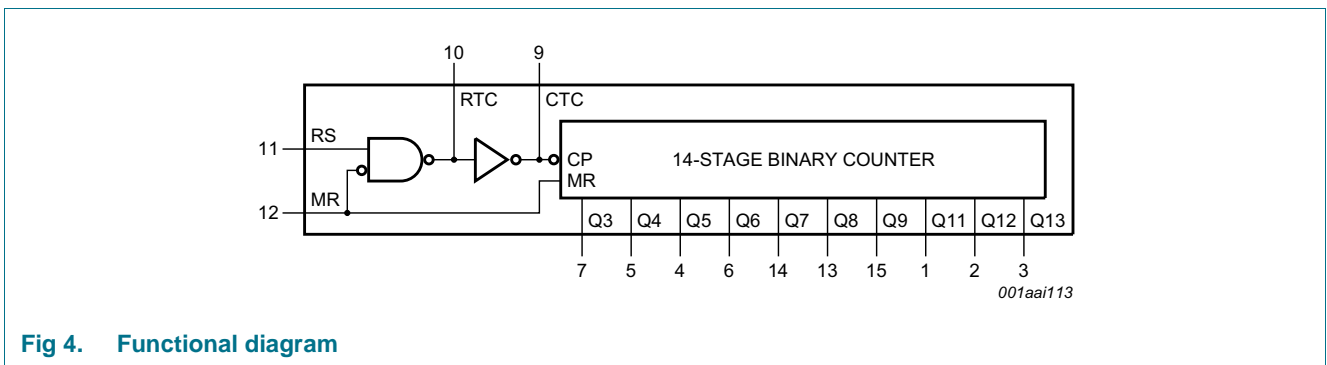 10 9
RTC CTC
RS
11
CP 14-STAGE BINARY COUNTER
MR
MR
12
Q3 Q4 Q5 Q6 Q7 Q8 Q9 Q11 Q12 Q13
7 5 4 6 14 13 15 1 2 3
001aai113
Fig 4. Functional diagram